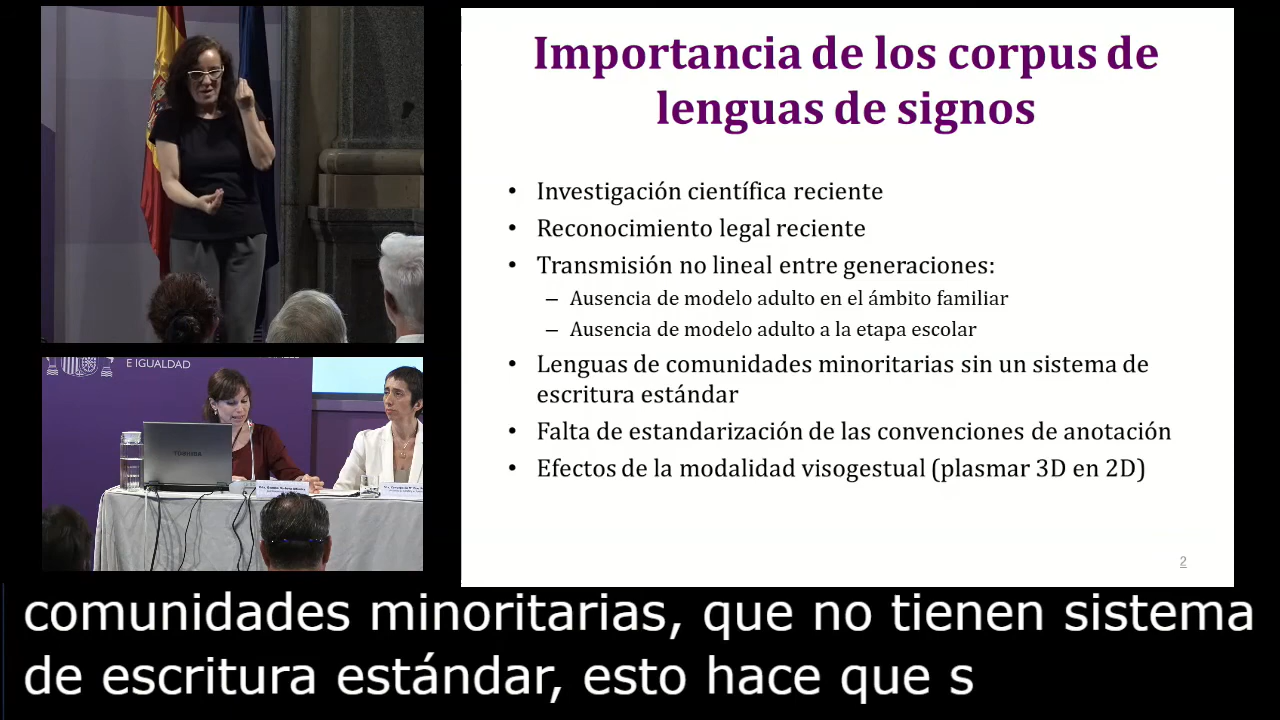 Importancia de los corpus de
lenguas de signos
• Investigación científica reciente
• Reconocimiento legal reciente
• Transmisión no lineal entre generaciones:
– Ausencia de modelo adulto en el ámbito familiar
– Ausencia de modelo adulto a la etapa escolar
• Lenguas de comunidades minoritarias sin un sistema de
escritura estándar
• Falta de estandarización de las convenciones de anotación
• Efectos de la modalidad visogestual (plasmar 3D en 2D)
2
E IGUALDAD
TOSHIBA
comunidades minoritarias, que no tienen sistema
de escritura estándar, esto hace que s